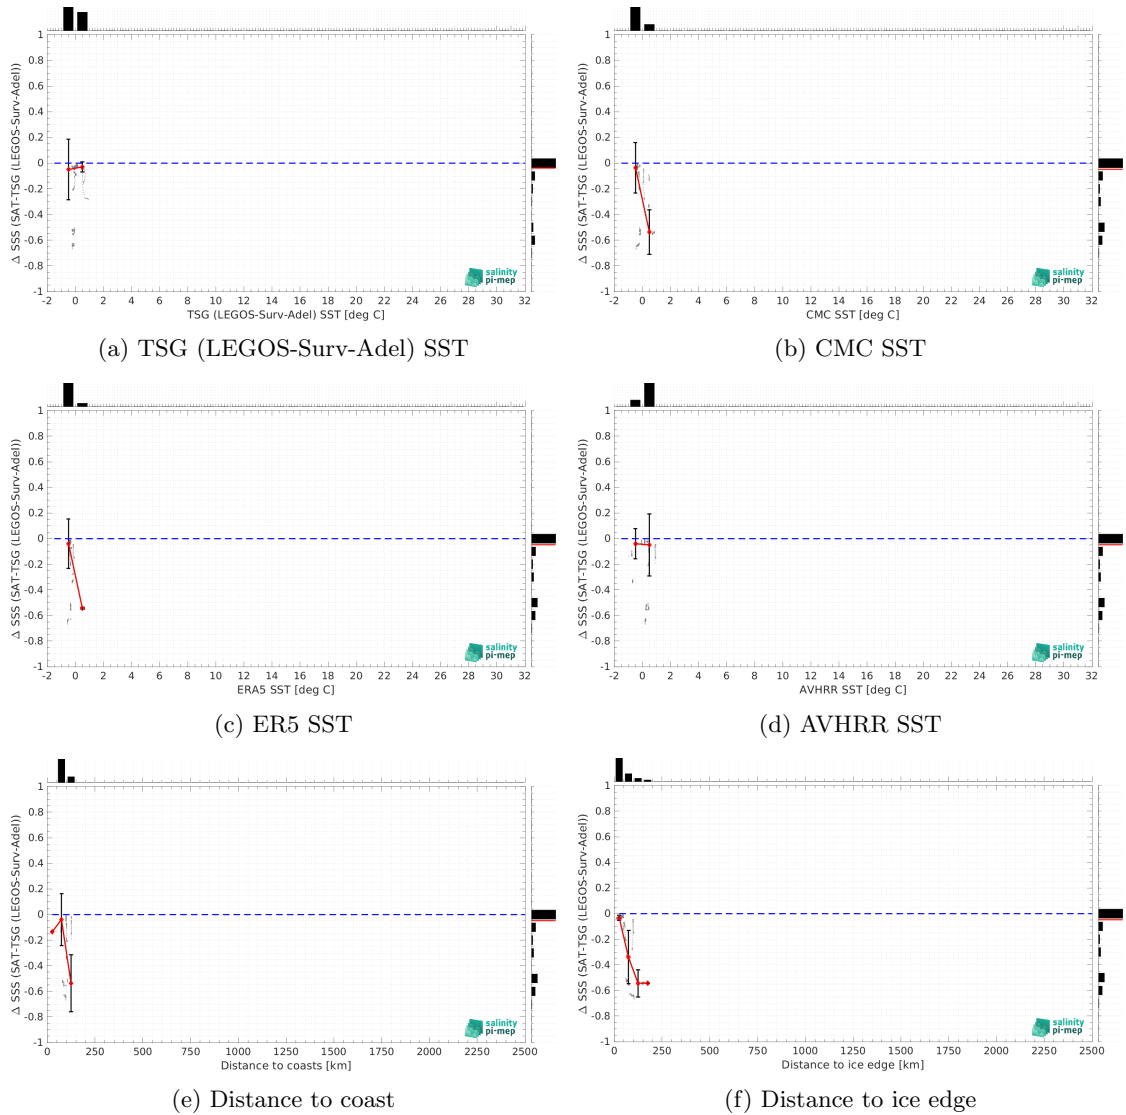 1
0.8
0.6
0.4
0.2
0
-0.2
-0.4
-0.6
-0.8
-1
Δ SSS (SAT-TSG (LEGOS-Surv-Adel))
salinity
pi-mep
-2 0 2 4 6 8 10 12 14 16 18 20 22 24 26 28 30 32
TSG (LEGOS-Surv-Adel) SST [deg C]
(a) TSG (LEGOS-Surv-Adel) SST
1
0.8
0.6
0.4
0.2
0
-0.2
-0.4
-0.6
-0.8
-1
Δ SSS (SAT-TSG (LEGOS-Surv-Adel))
salinity
pi-mep
-2 0 2 4 6 8 10 12 14 16 18 20 22 24 26 28 30 32
CMC SST [deg C]
(b) CMC SST
1
0.8
0.6
0.4
0.2
0
-0.2
-0.4
-0.6
-0.8
-1
Δ SSS (SAT-TSG (LEGOS-Surv-Adel))
salinity
pi-mep
-2 0 2 4 6 8 10 12 14 16 18 20 22 24 26 28 30 32
ERA5 SST [deg C]
(c) ER5 SST
1
0.8
0.6
0.4
0.2
0
-0.2
-0.4
-0.6
-0.8
-1
Δ SSS (SAT-TSG (LEGOS-Surv-Adel))
salinity
pi-mep
-2 0 2 4 6 8 10 12 14 16 18 20 22 24 26 28 30 32
AVHRR SST [deg C]
(d) AVHRR SST
1
0.8
0.6
0.4
0.2
0
-0.2
-0.4
-0.6
-0.8
-1
Δ SSS (SAT-TSG (LEGOS-Surv-Adel))
salinity
pi-mep
0 250 500 750 1000 1250 1500 1750 2000 2250 2500
Distance to coasts [km]
(e) Distance to coast
1
0.8
0.6
0.4
0.2
0
-0.2
-0.4
-0.6
-0.8
-1
Δ SSS (SAT-TSG (LEGOS-Surv-Adel))
salinity
pi-mep
0 250 500 750 1000 1250 1500 1750 2000 2250 2500
Distance to ice edge [km]
(f) Distance to ice edge